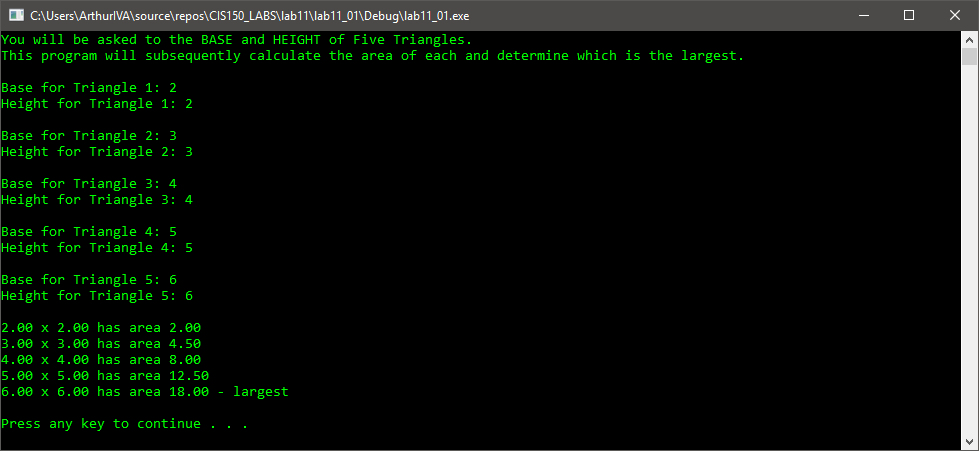 C:\Users\ArthurIVA\source\repos\CIS150_LABS\lab11\lab11_01\Debug\lab11_01.exe
You will be asked to the BASE and HEIGHT of Five Triangles.
This program will subsequently calculate the area of each and determine which is the largest.
Base for Triangle 1: 2
Height for Triangle 1: 2
Base for Triangle 2: 3
Height for Triangle 2: 3
Base for Triangle 3: 4
Height for Triangle 3: 4
Base for Triangle 4: 5
Height for Triangle 4: 5
Base for Triangle 5: 6
Height for Triangle 5: 6
2.00 x 2.00 has area 2.00
3.00 x 3.00 has area 4.50
4.00 x 4.00 has area 8.00
5.00 x 5.00 has area 12.50
6.00 x 6.00 has area 18.00 - largest
Press any key to continue . . .